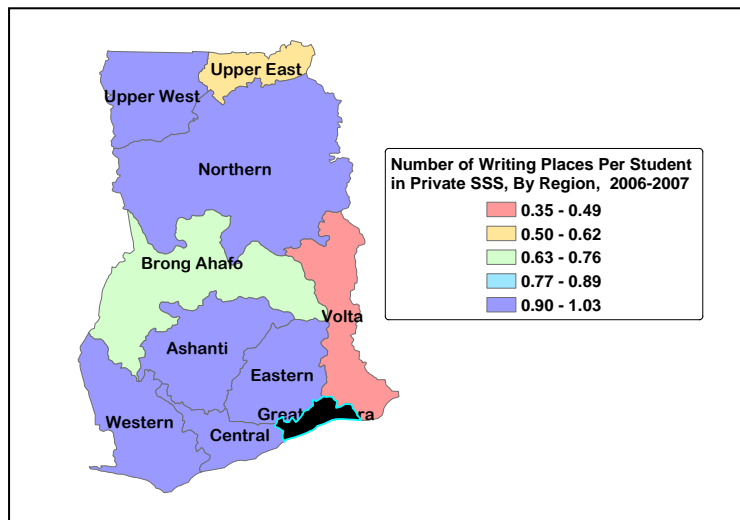 Upper East
Upper West
Northern
Number of Writing Places Per Student
in Private SSS, By Region, 2006-2007
0.35 - 0.49
0.50 - 0.62
0.63 - 0.76
0.77 - 0.89
0.90 - 1.03
Brong Ahafo
Volta
Ashanti
Eastern
Western
Central